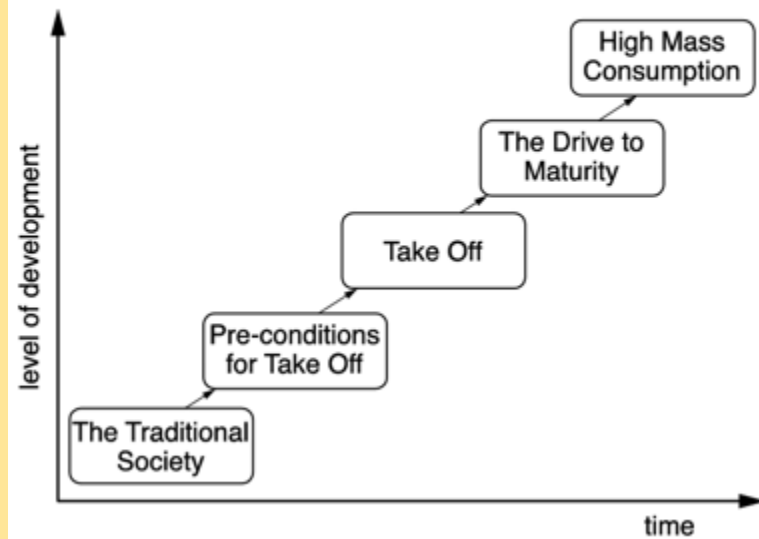 High Mass
Consumption
The Drive to
Maturity
Take Off
Pre-conditions
for Take Off
The Traditional
Society
level of development
time